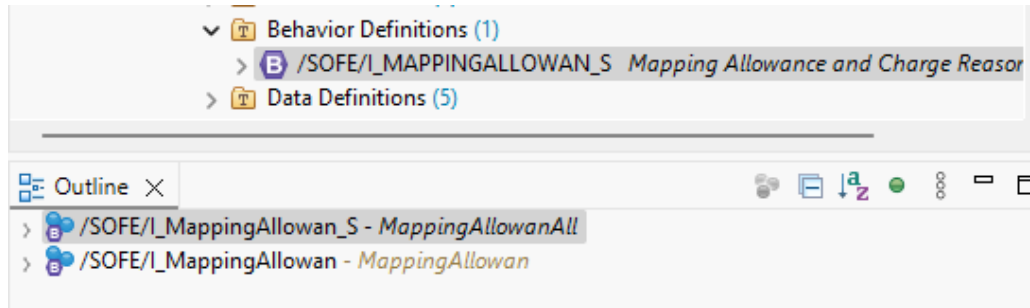 Behavior Definitions (1)
/SOFE/I_MAPPINGALLOWAN_S Mapping Allowance and Charge Reason
Data Definitions (5)
Outline
/SOFE/I_MappingAllowan_S - MappingAllowanAll
/SOFE/I_MappingAllowan - MappingAllowan